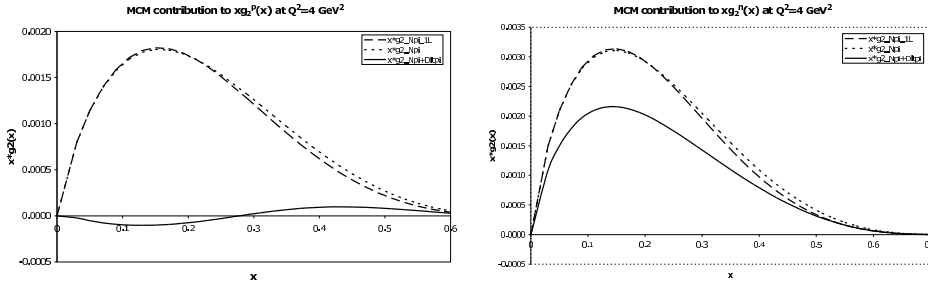 MCM contribution to xg₂ᵖ(x) at Q²=4 GeV²
x*g2_Npi_1L
x*g2_Npi
x*g2_Npi+Dltpi
0.0020
0.0015
0.0010
0.0005
0.0000
-0.0005
x*g2(x)
0 0.1 0.2 0.3 0.4 0.5 0.6
x
MCM contribution to xg₂ⁿ(x) at Q²=4 GeV²
x*g2_Npi_1L
x*g2_Npi
x*g2_Npi+Dltpi
0.0035
0.0030
0.0025
0.0020
0.0015
0.0010
0.0005
0.0000
-0.0005
x*g2(x)
0 0.1 0.2 0.3 0.4 0.5 0.6
x